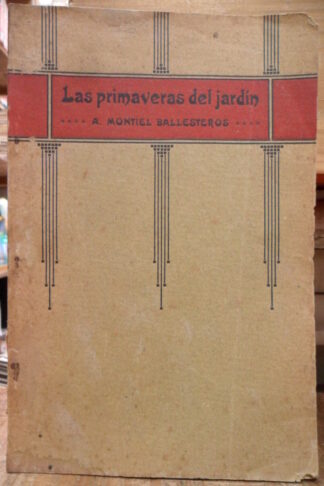 Las primaveras del jardín
.... A. MONTIEL BALLESTEROS ....